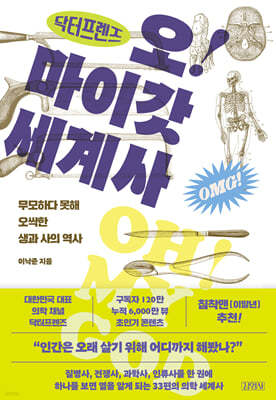 닥터프렌즈
오!
마이갓
세계사
무모하다 못해
오싹한
생과 사의 역사
OMG!
이낙준 지음
OH!
MY
GOD
대한민국 대표
의학 채널
닥터프렌즈
구독자 120만
누적 6,000만 뷰
초인기 콘텐츠
침착맨(이말년)
추천!
“인간은 오래 살기 위해 어디까지 해봤나?”
질병사, 전쟁사, 과학사, 인류사를 한 권에
하나를 보면 열을 알게 되는 33편의 의학 세계사
김영사